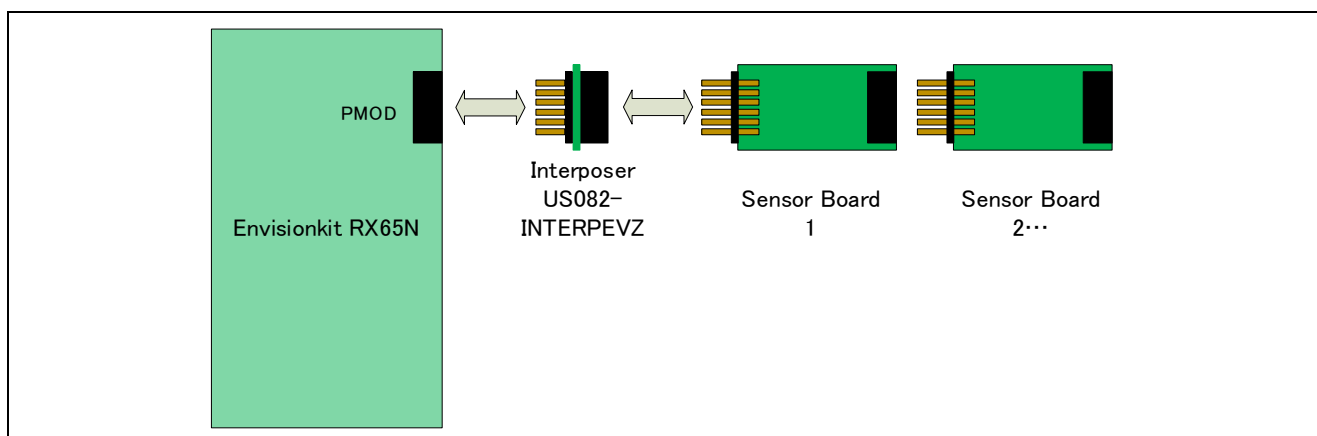 PMOD
Envisionkit RX65N
Interposer
US082-
INTERPEVZ
Sensor Board
1
Sensor Board
2…